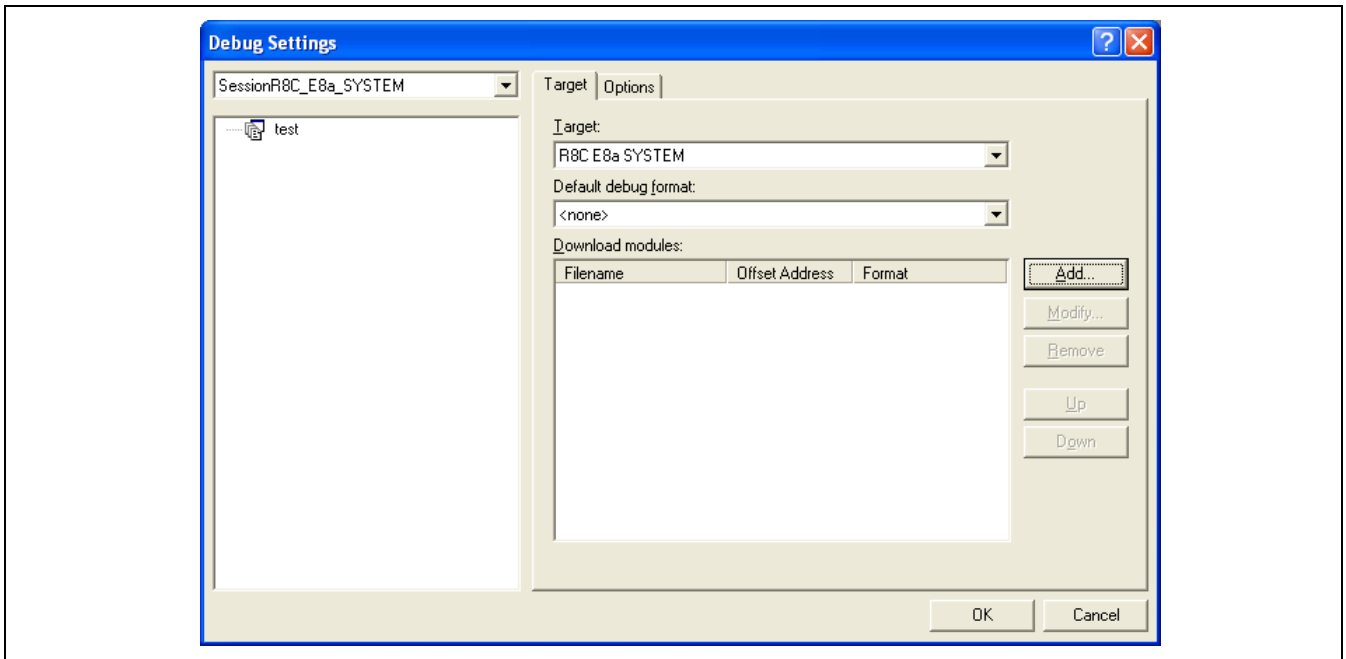 Debug Settings
SessionR8C_E8a_SYSTEM
test
Target
Options
Target:
R8C E8a SYSTEM
Default debug format:
<none>
Download modules:
Filename
Offset Address
Format
Add...
Modify...
Remove
Up
Down
OK
Cancel